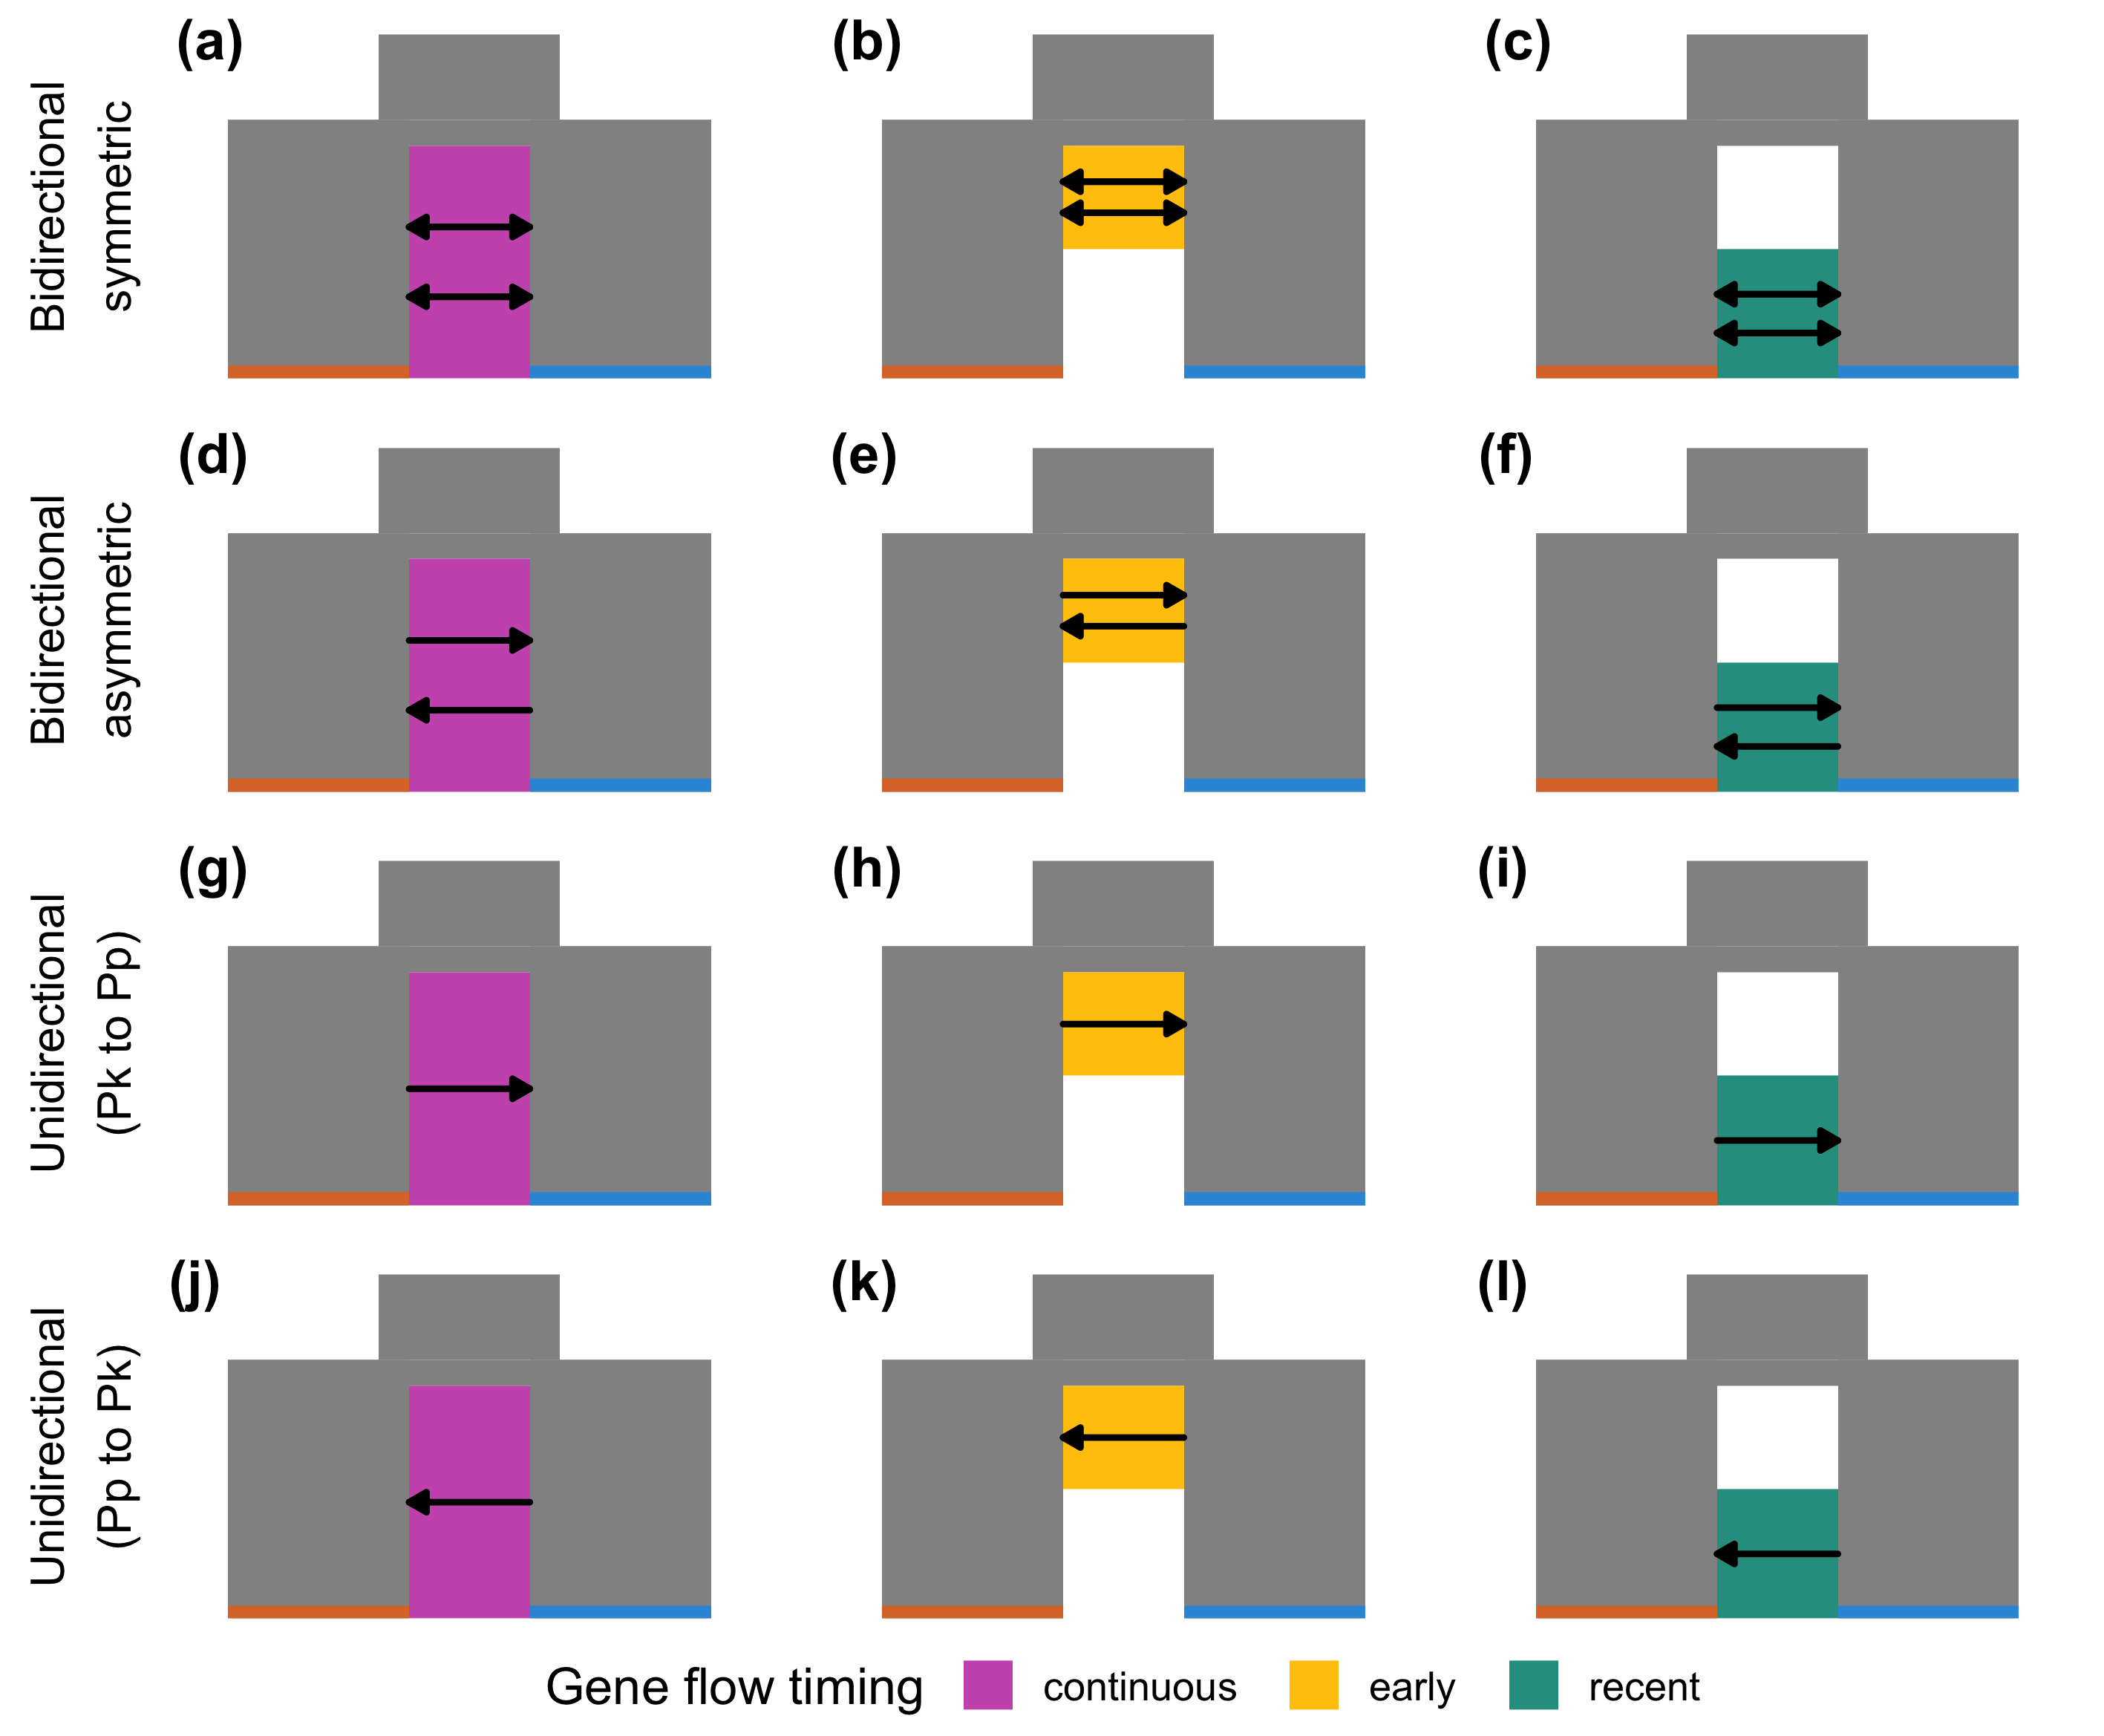 (a)
(b)
(c)
Bidirectional
symmetric
(d)
(e)
(f)
Bidirectional
asymmetric
(g)
(h)
(i)
Unidirectional
(Pk to Pp)
(j)
(k)
(l)
Unidirectional
(Pp to Pk)
Gene flow timing continuous early recent